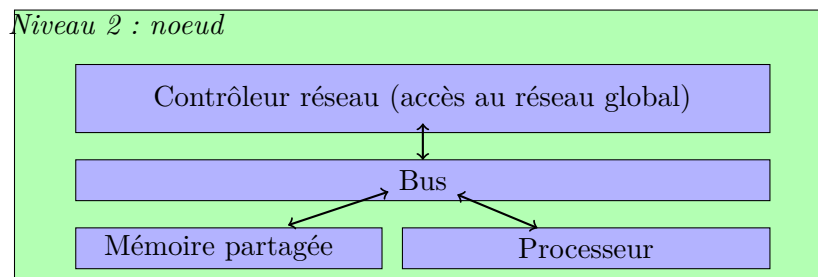 Niveau 2 : noeud
Contrôleur réseau (accès au réseau global)
Bus
Mémoire partagée
Processeur